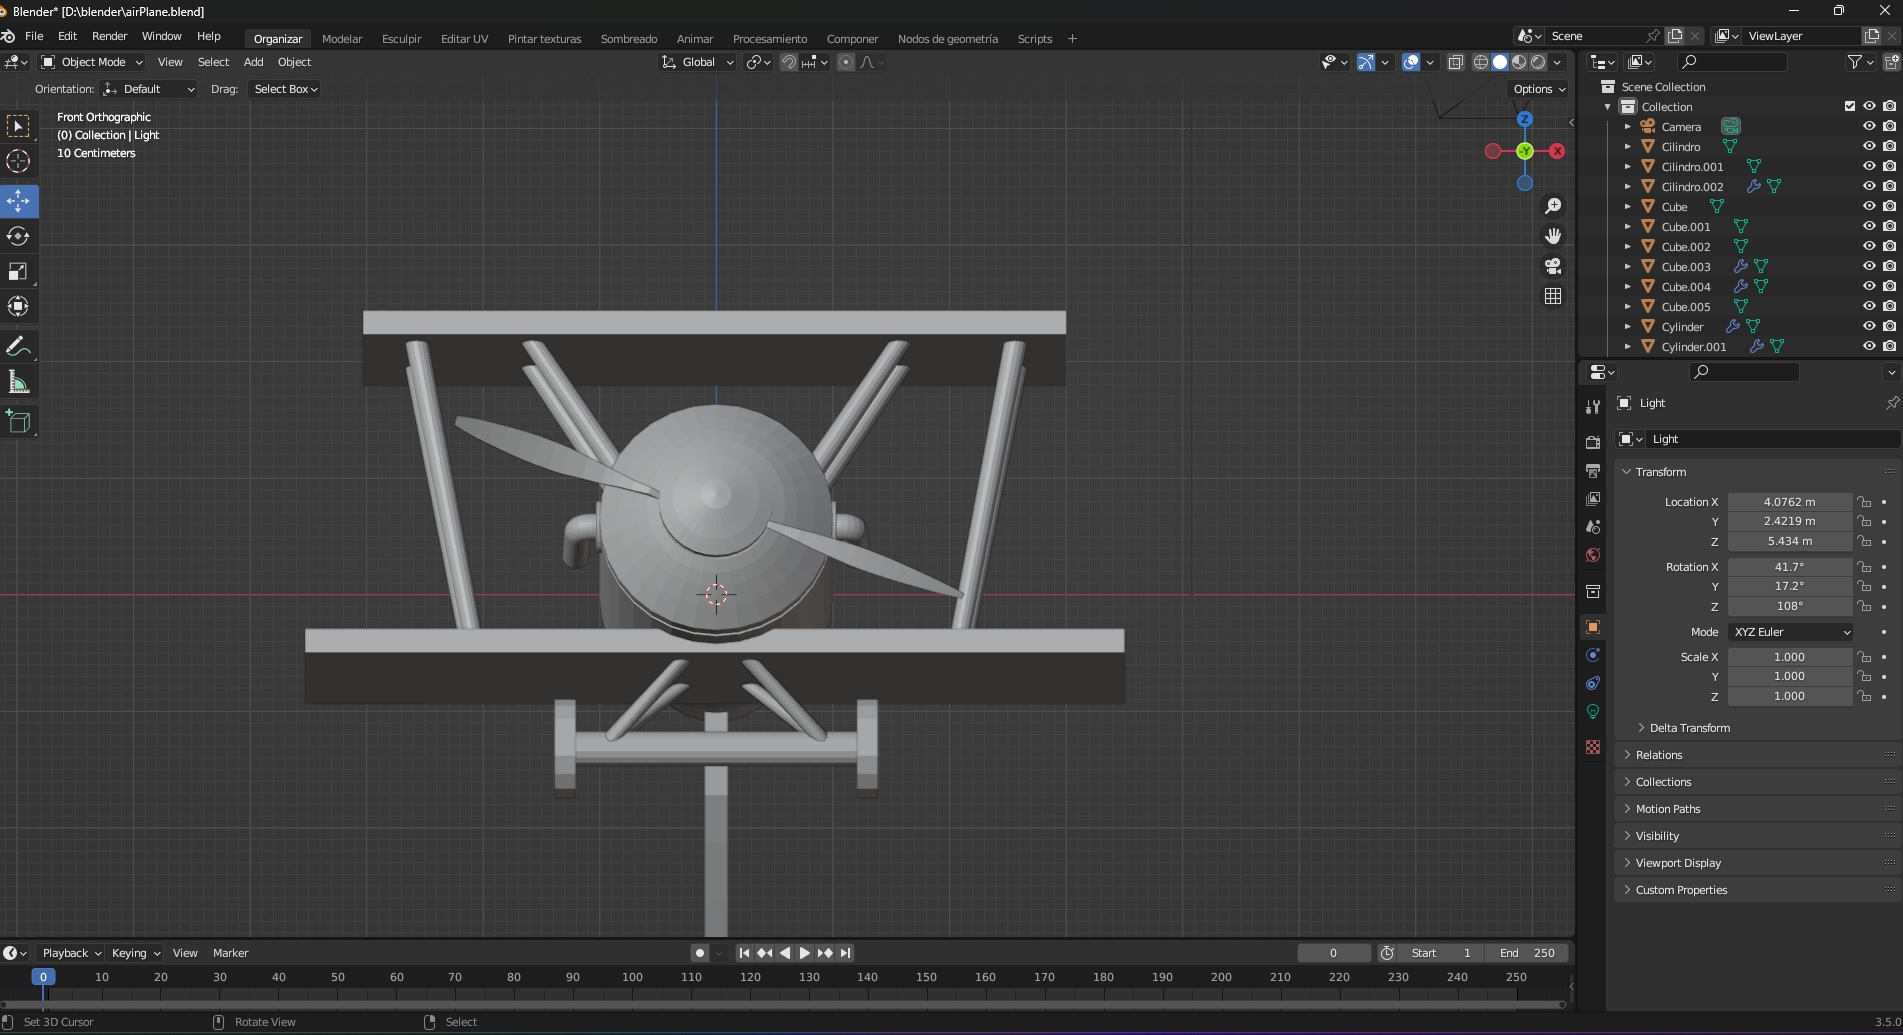 Blender* [D:\blender\airPlane.blend]
File Edit Render Window Help Organizar Modelar Esculpir Editar UV Pintar texturas Sombreado Animar Procesamiento Componer Nodos de geometría Scripts + Scene ViewLayer
Object Mode View Select Add Object Global
Orientation: Default Drag: Select Box Options
Front Orthographic
(0) Collection | Light
10 Centimeters
Z
-Y X
Scene Collection
Collection
Camera
Cilindro
Cilindro.001
Cilindro.002
Cube
Cube.001
Cube.002
Cube.003
Cube.004
Cube.005
Cylinder
Cylinder.001
Light
Light
Transform
Location X 4.0762 m
Y 2.4219 m
Z 5.434 m
Rotation X 41.7°
Y 17.2°
Z 108°
Mode XYZ Euler
Scale X 1.000
Y 1.000
Z 1.000
Delta Transform
Relations
Collections
Motion Paths
Visibility
Viewport Display
Custom Properties
Playback Keying View Marker 0 Start 1 End 250
0 10 20 30 40 50 60 70 80 90 100 110 120 130 140 150 160 170 180 190 200 210 220 230 240 250
Set 3D Cursor Rotate View Select 3.5.0